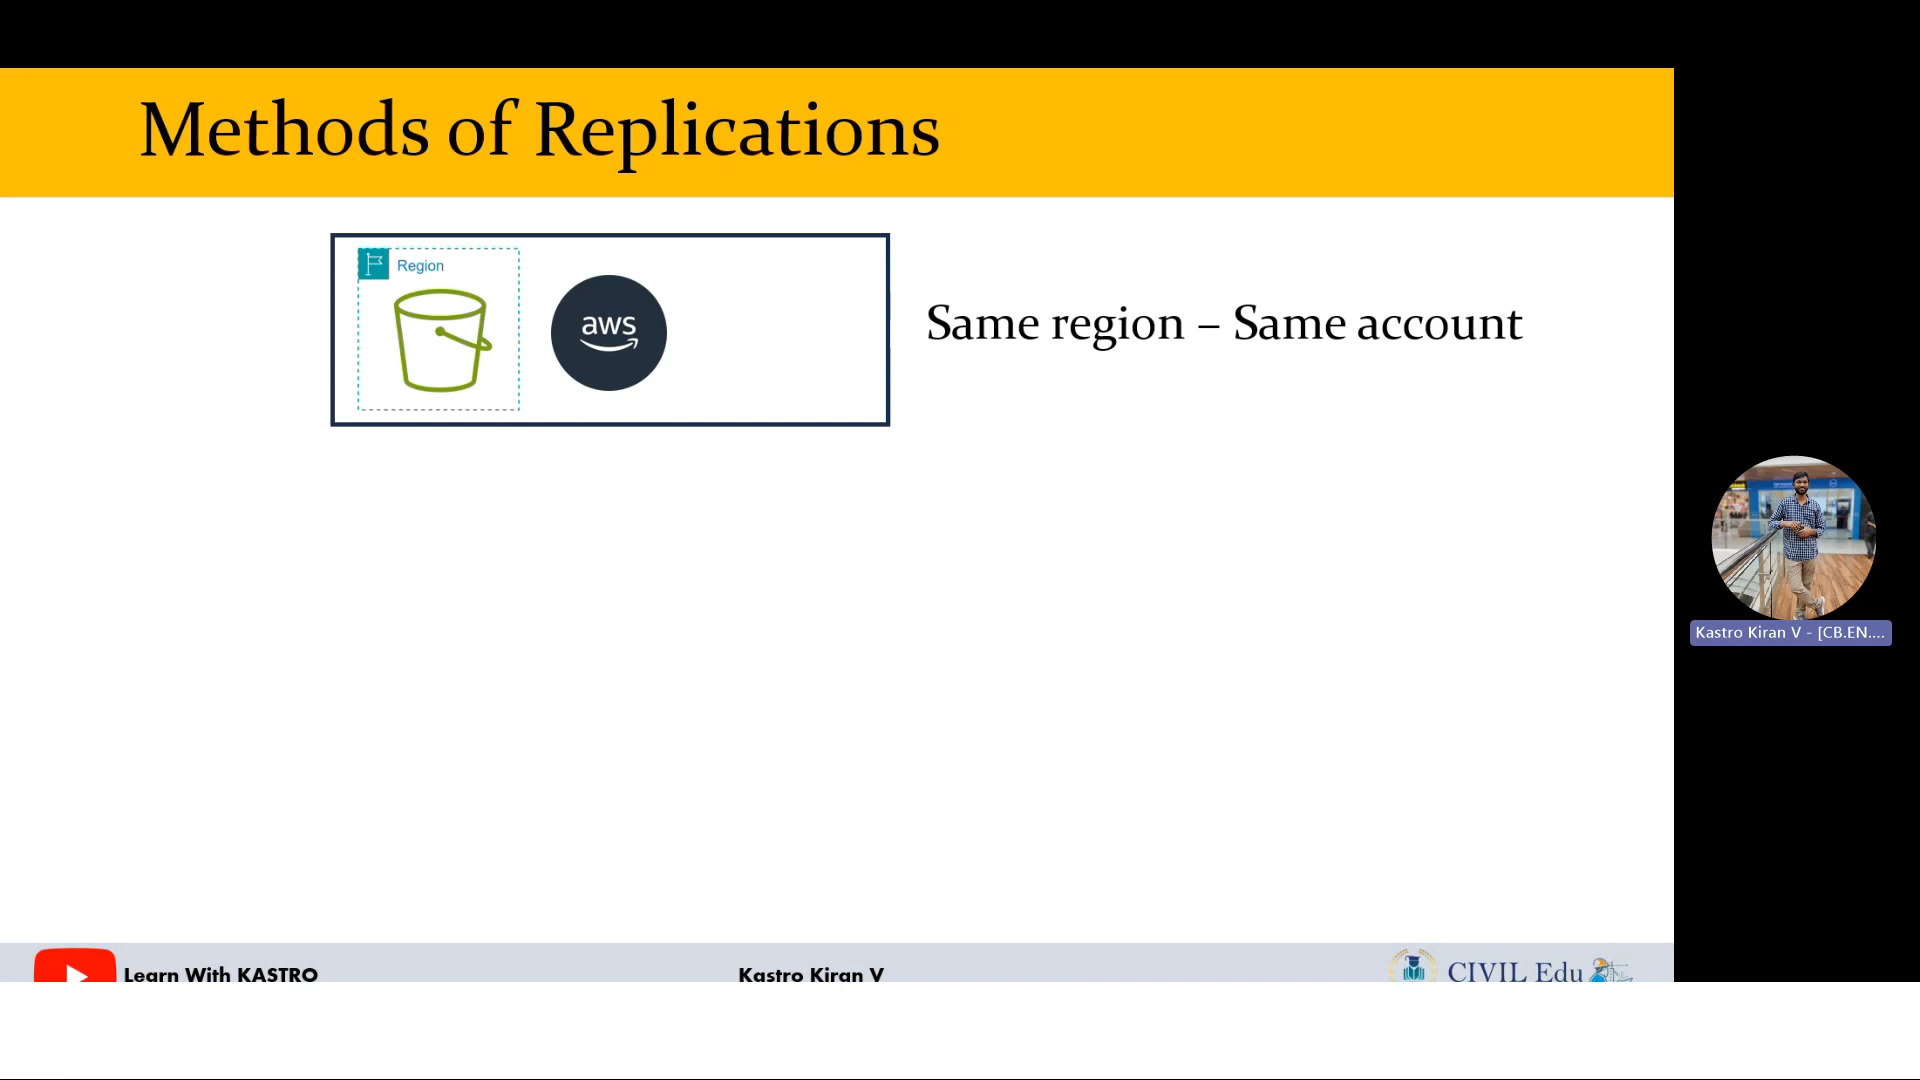 Methods of Replications
Region
aws
Same region – Same account
Kastro Kiran V - [CB.EN....
Learn With KASTRO
Kastro Kiran V
CIVIL Edu